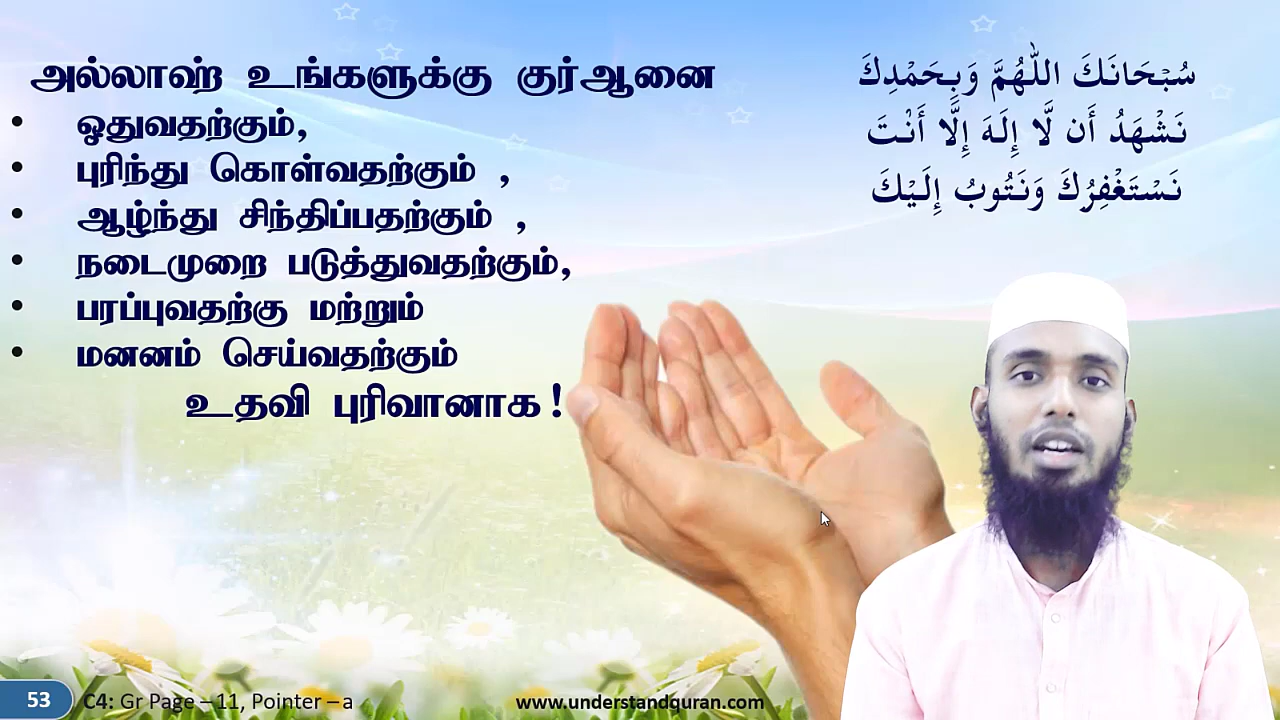 அல்லாஹ் உங்களுக்கு குர்ஆனை
• ஓதுவதற்கும்,
• புரிந்து கொள்வதற்கும் ,
• ஆழ்ந்து சிந்திப்பதற்கும் ,
• நடைமுறை படுத்துவதற்கும்,
• பரப்புவதற்கு மற்றும்
• மனனம் செய்வதற்கும்
உதவி புரிவானாக!
سُبْحَانَكَ اللّٰهُمَّ وَبِحَمْدِكَ
نَشْهَدُ أَن لَّا إِلَهَ إِلَّا أَنْتَ
نَسْتَغْفِرُكَ وَنَتُوبُ إِلَيْكَ
53 C4: Gr Page – 11, Pointer – a www.understandquran.com